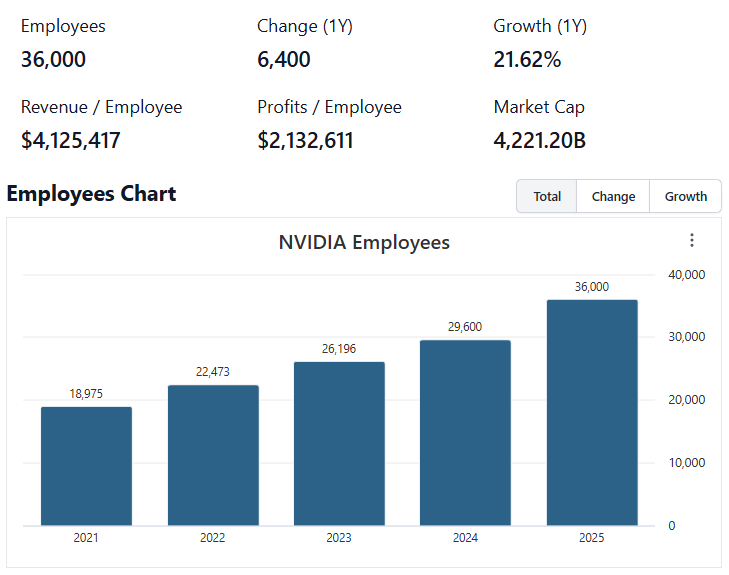 Employees
Change (1Y)
Growth (1Y)
36,000
6,400
21.62%
Revenue / Employee
Profits / Employee
Market Cap
$4,125,417
$2,132,611
4,221.20B
Employees Chart
Total
Change
Growth
NVIDIA Employees
40,000
30,000
20,000
10,000
0
18,975
22,473
26,196
29,600
36,000
2021
2022
2023
2024
2025